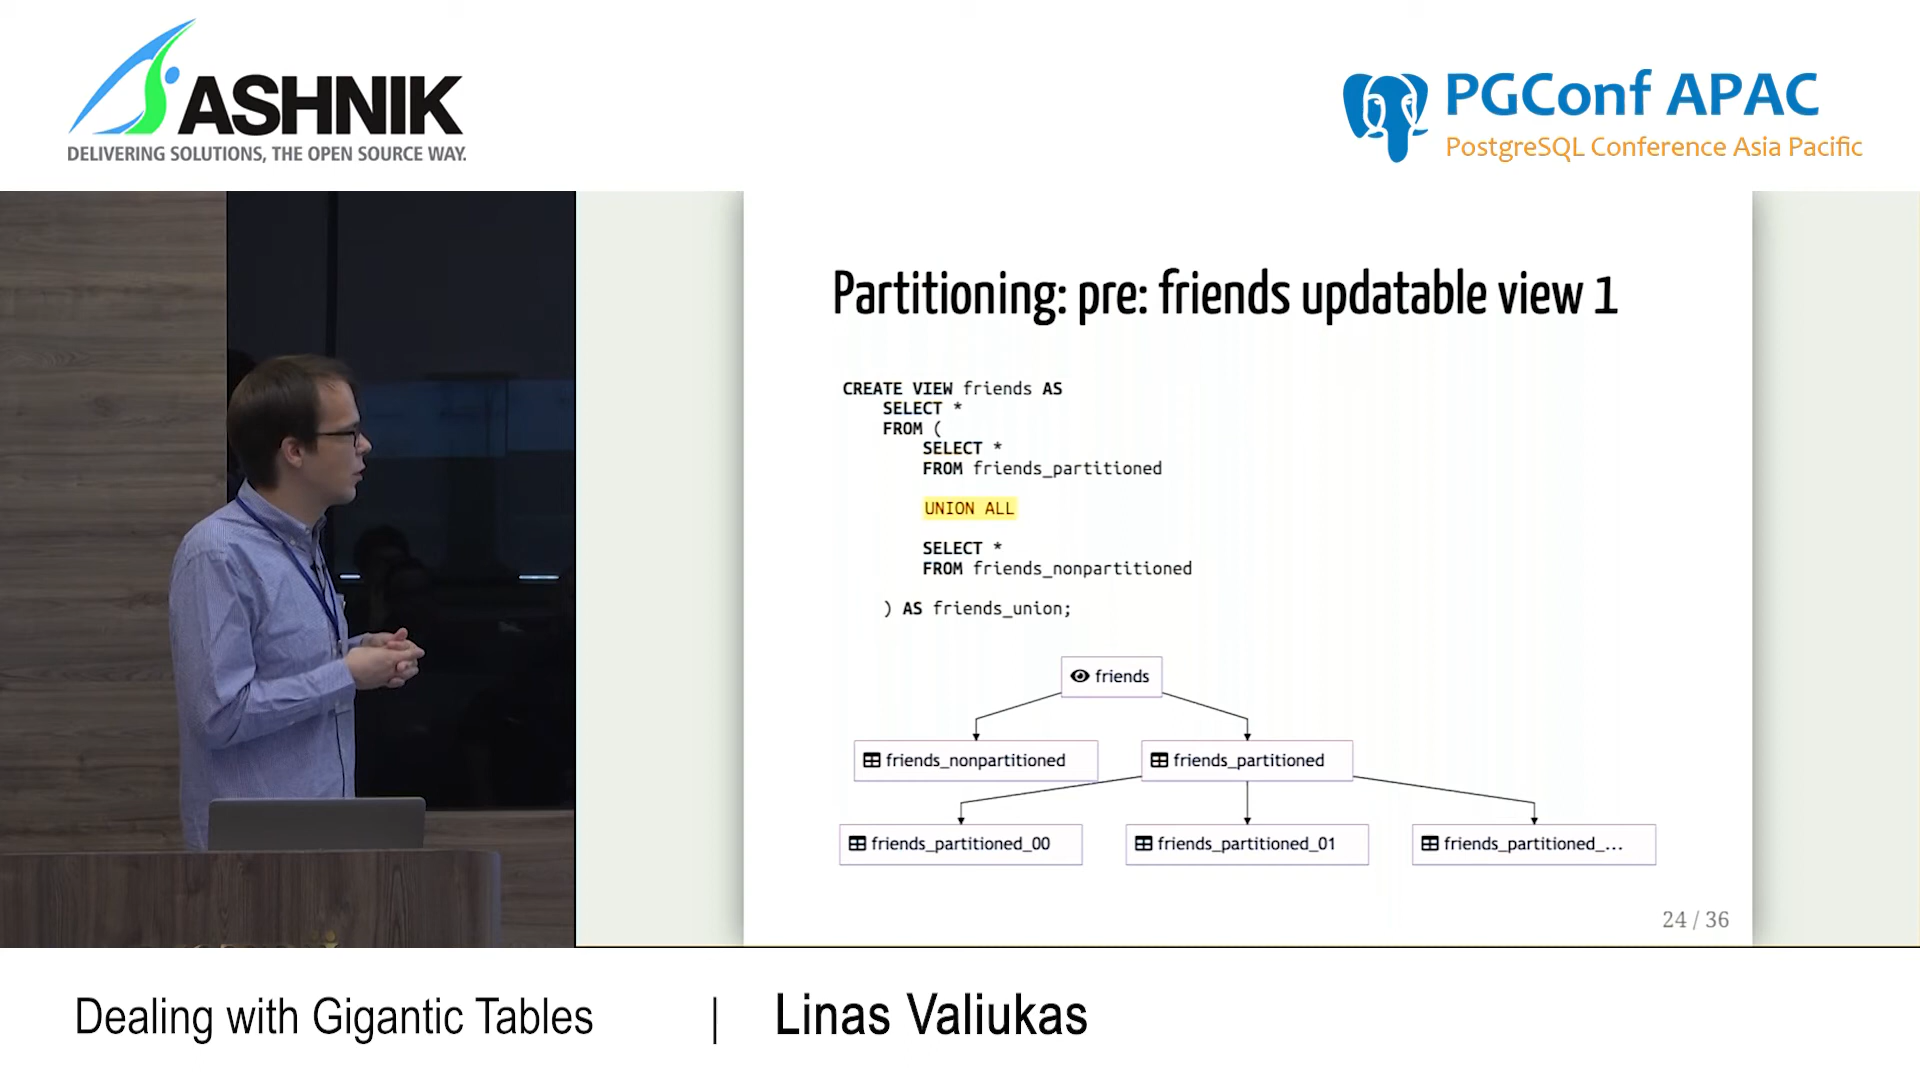 ASHNIK
DELIVERING SOLUTIONS, THE OPEN SOURCE WAY.
PGConf APAC
PostgreSQL Conference Asia Pacific
Partitioning: pre: friends updatable view 1
CREATE VIEW friends AS
SELECT *
FROM (
SELECT *
FROM friends_partitioned
UNION ALL
SELECT *
FROM friends_nonpartitioned
) AS friends_union;
friends
friends_nonpartitioned
friends_partitioned
friends_partitioned_00
friends_partitioned_01
friends_partitioned_...
24 / 36
Dealing with Gigantic Tables | Linas Valiukas